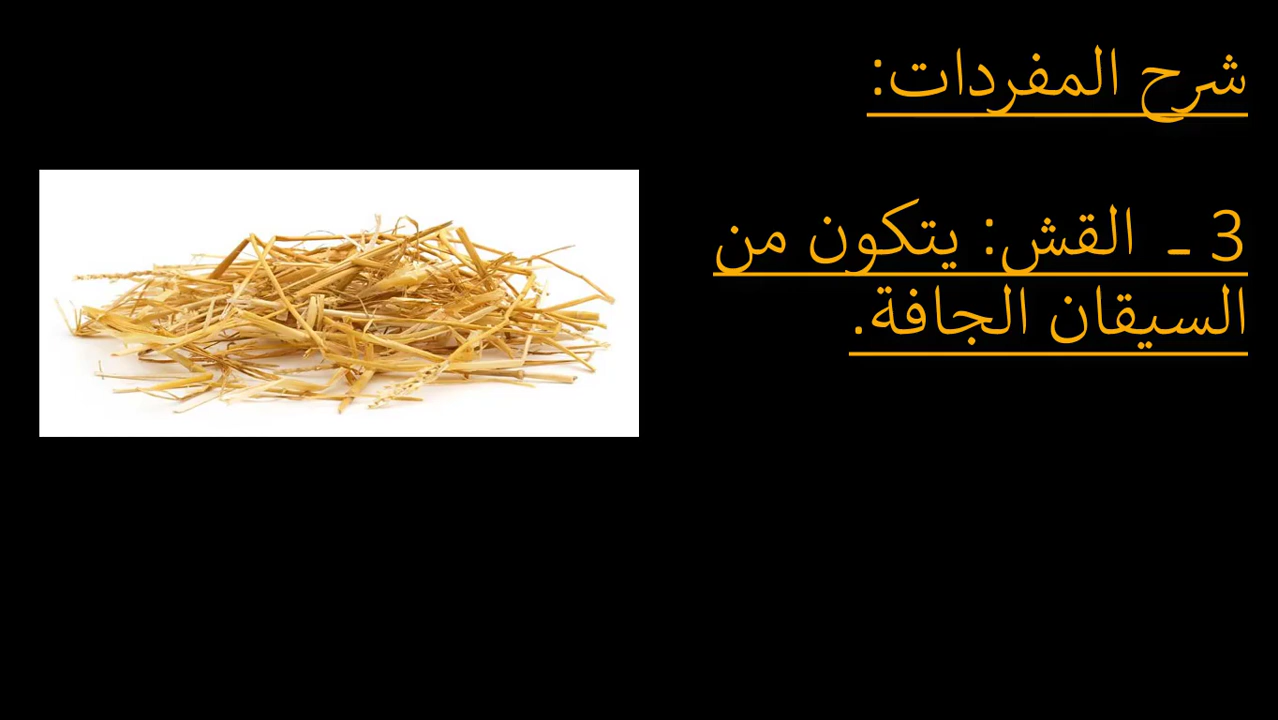 شرح المفردات:
3 ـ القش: يتكون من
السيقان الجافة.